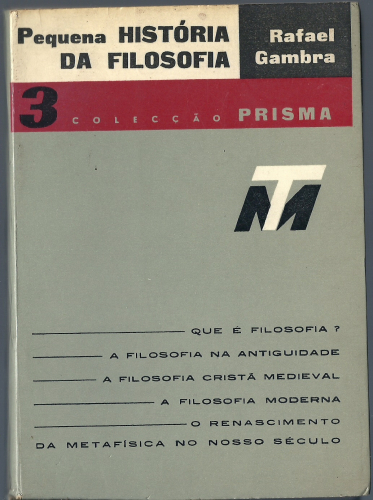 Pequena HISTÓRIA
DA FILOSOFIA
Rafael
Gambra
3 COLECÇÃO PRISMA
TM
QUE É FILOSOFIA?
A FILOSOFIA NA ANTIGUIDADE
A FILOSOFIA CRISTÃ MEDIEVAL
A FILOSOFIA MODERNA
O RENASCIMENTO
DA METAFÍSICA NO NOSSO SÉCULO